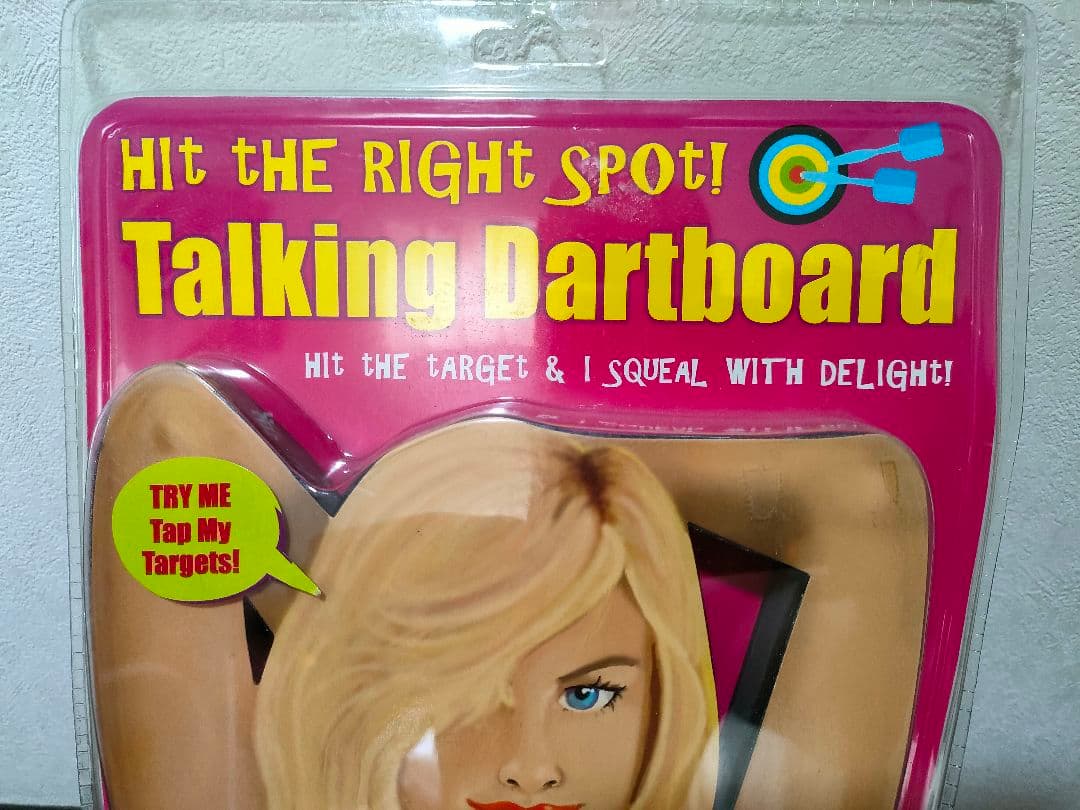 Hit tHE RIGHt SPOt!
Talking Dartboard
Hit tHE tARGEt & I SQUEAL WITH DELIGHt!
TRY ME
Tap My
Targets!